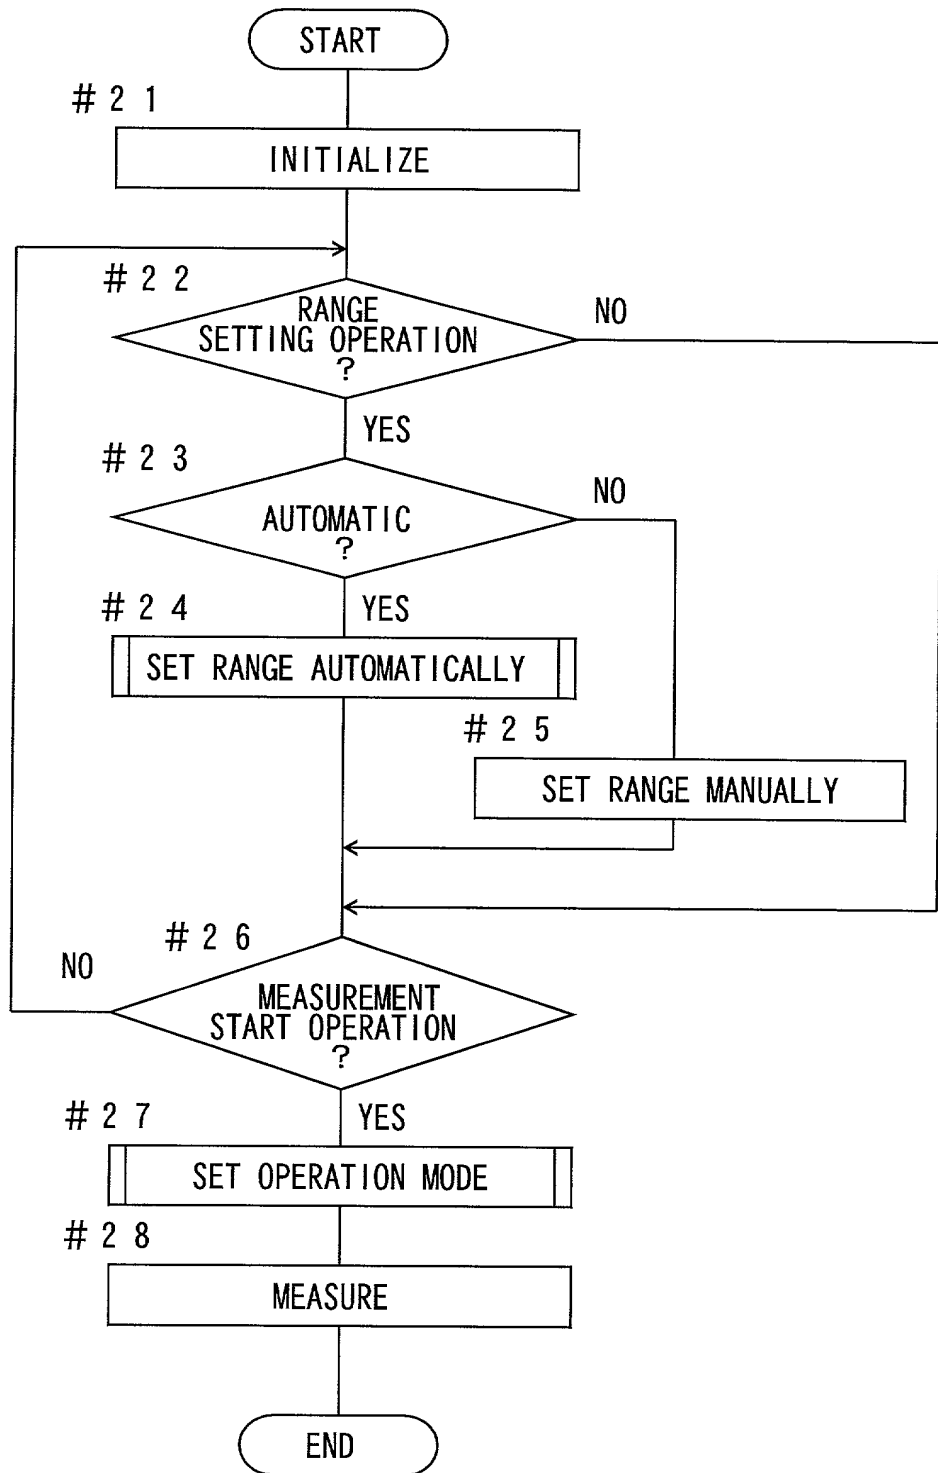 START
#21
INITIALIZE
#22
RANGE
SETTING OPERATION
?
NO
YES
#23
AUTOMATIC
?
NO
YES
#24
SET RANGE AUTOMATICALLY
#25
SET RANGE MANUALLY
#26
NO
MEASUREMENT
START OPERATION
?
YES
#27
SET OPERATION MODE
#28
MEASURE
END